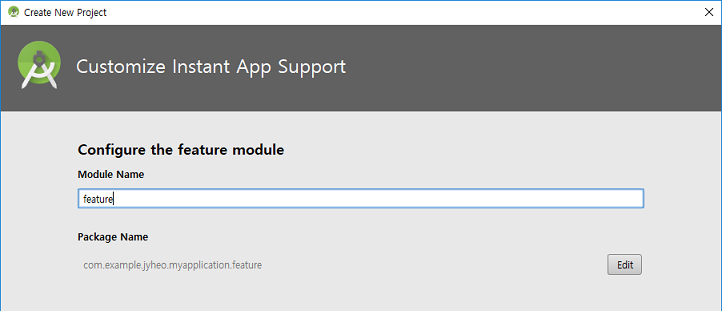 Create New Project
Customize Instant App Support
Configure the feature module
Module Name
feature
Package Name
com.example.jyheo.myapplication.feature
Edit